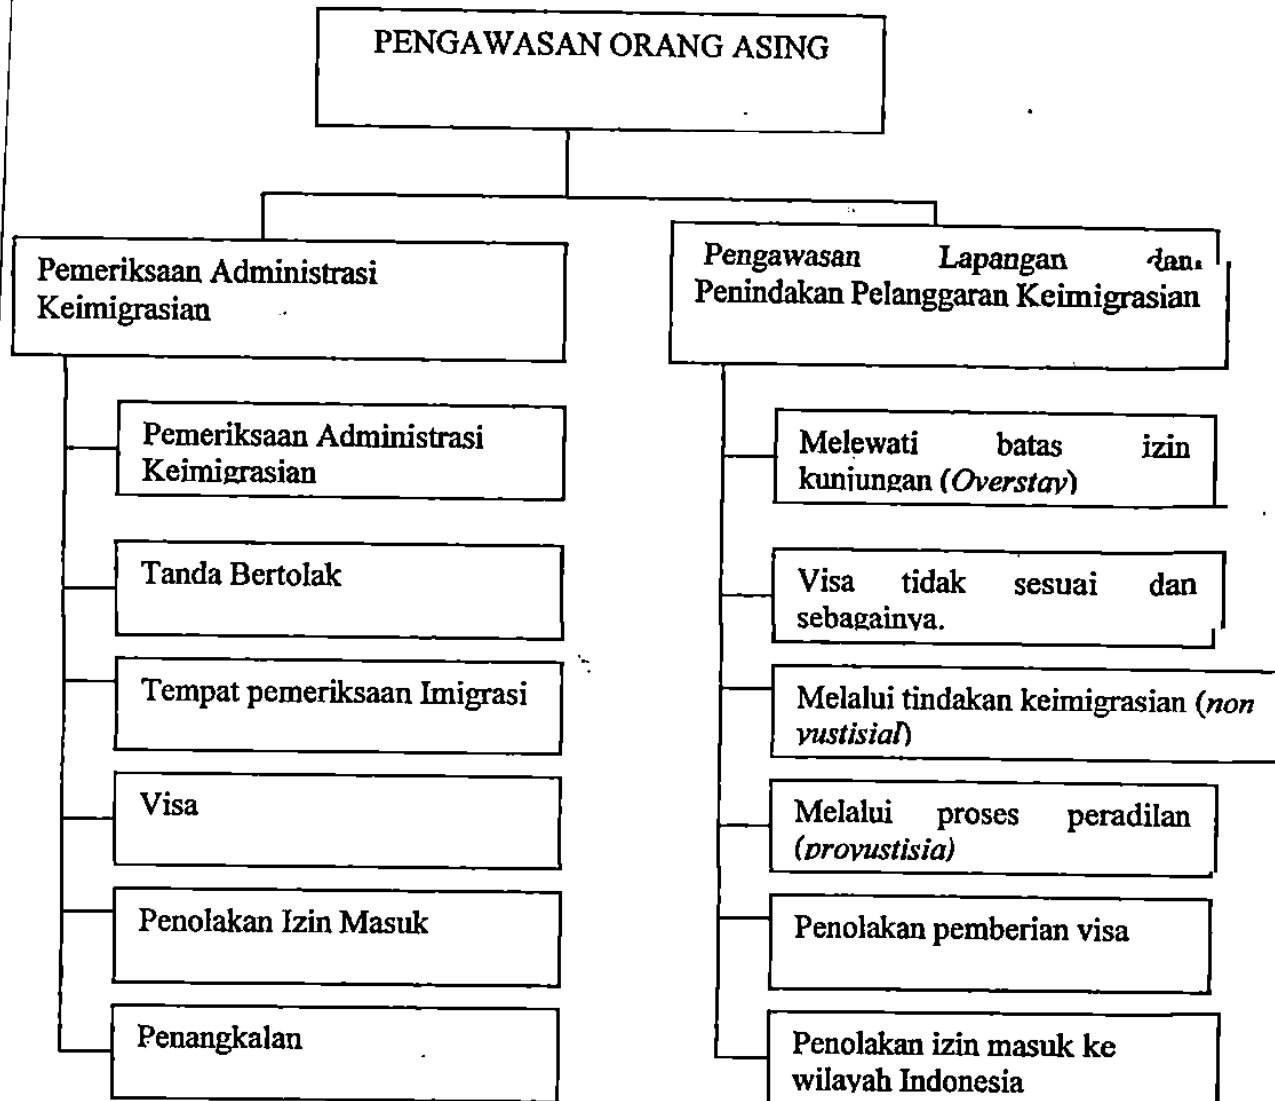 PENGAWASAN ORANG ASING
Pemeriksaan Administrasi
Keimigrasian
Pemeriksaan Administrasi
Keimigrasian
Tanda Bertolak
Tempat pemeriksaan Imigrasi
Visa
Penolakan Izin Masuk
Penangkalan
Pengawasan Lapangan dan
Penindakan Pelanggaran Keimigrasian
Melewati batas izin
kunjungan (Overstay)
Visa tidak sesuai dan
sebagainya.
Melalui tindakan keimigrasian (non
yustisial)
Melalui proses peradilan
(proyustisia)
Penolakan pemberian visa
Penolakan izin masuk ke
wilayah Indonesia